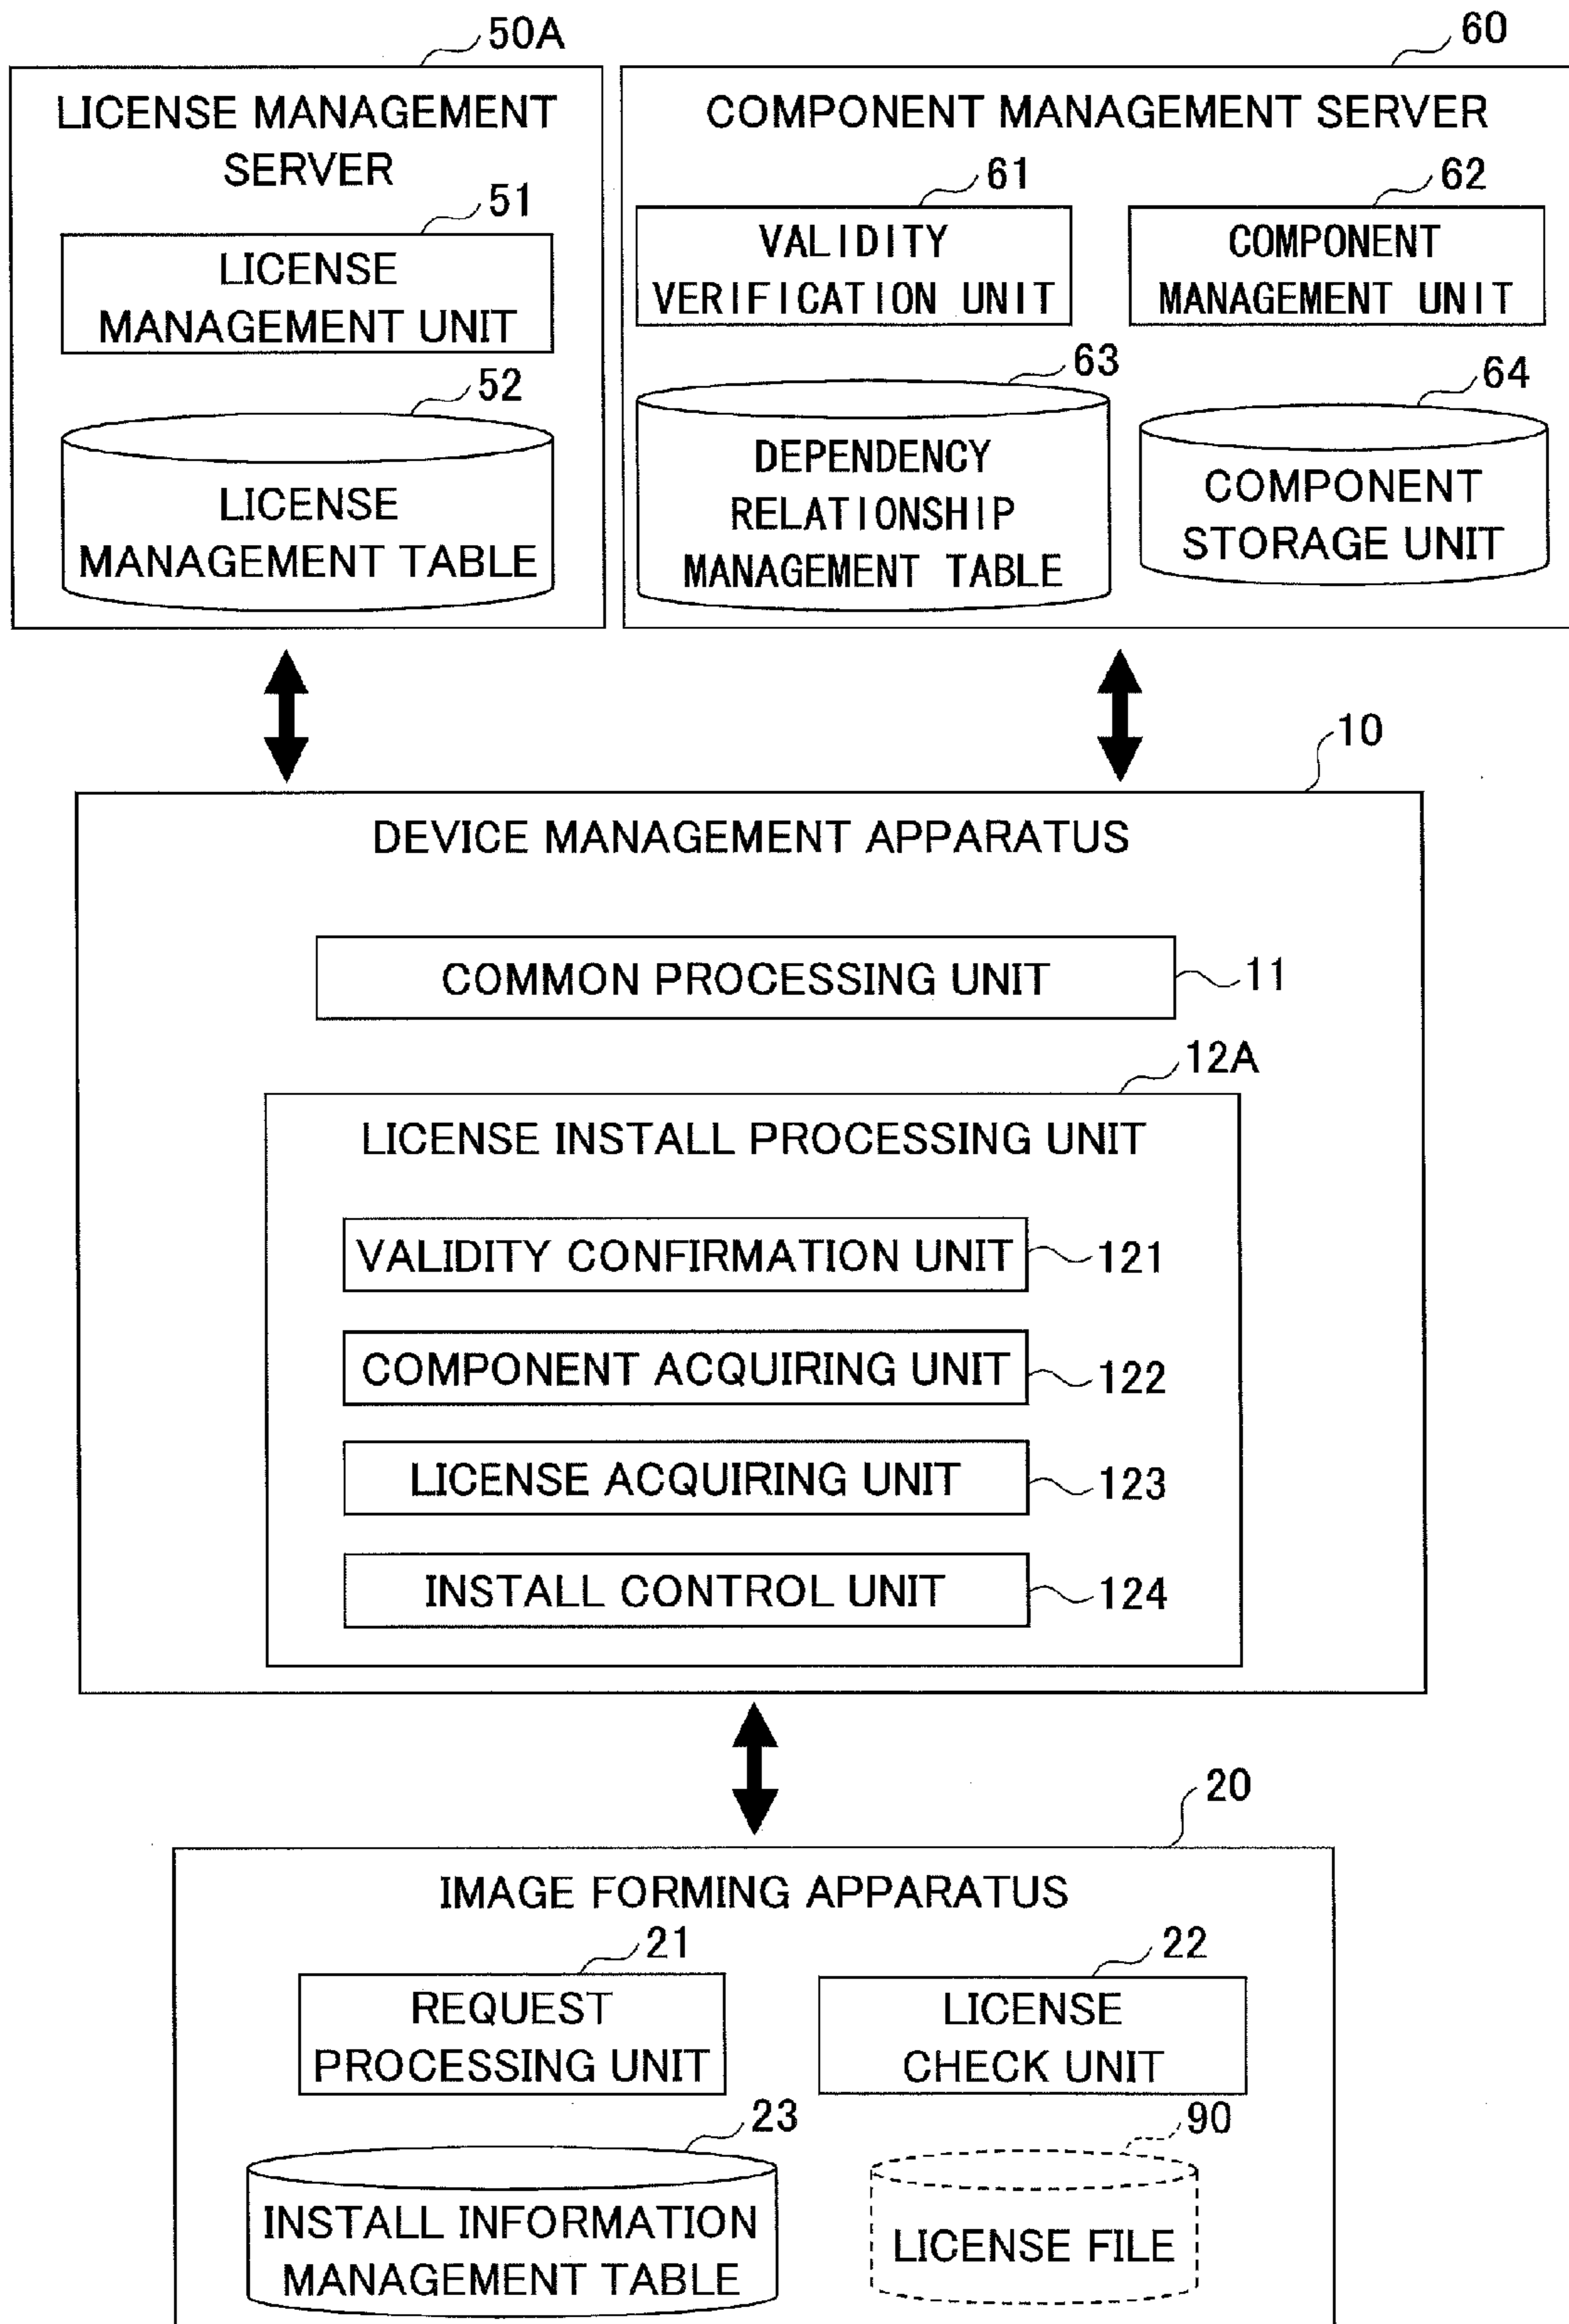 50A
LICENSE MANAGEMENT
SERVER
51
LICENSE
MANAGEMENT UNIT
52
LICENSE
MANAGEMENT TABLE
60
COMPONENT MANAGEMENT SERVER
61
VALIDITY
VERIFICATION UNIT
62
COMPONENT
MANAGEMENT UNIT
63
DEPENDENCY
RELATIONSHIP
MANAGEMENT TABLE
64
COMPONENT
STORAGE UNIT
10
DEVICE MANAGEMENT APPARATUS
COMMON PROCESSING UNIT
11
12A
LICENSE INSTALL PROCESSING UNIT
VALIDITY CONFIRMATION UNIT
121
COMPONENT ACQUIRING UNIT
122
LICENSE ACQUIRING UNIT
123
INSTALL CONTROL UNIT
124
20
IMAGE FORMING APPARATUS
21
REQUEST
PROCESSING UNIT
22
LICENSE
CHECK UNIT
23
INSTALL INFORMATION
MANAGEMENT TABLE
90
LICENSE FILE